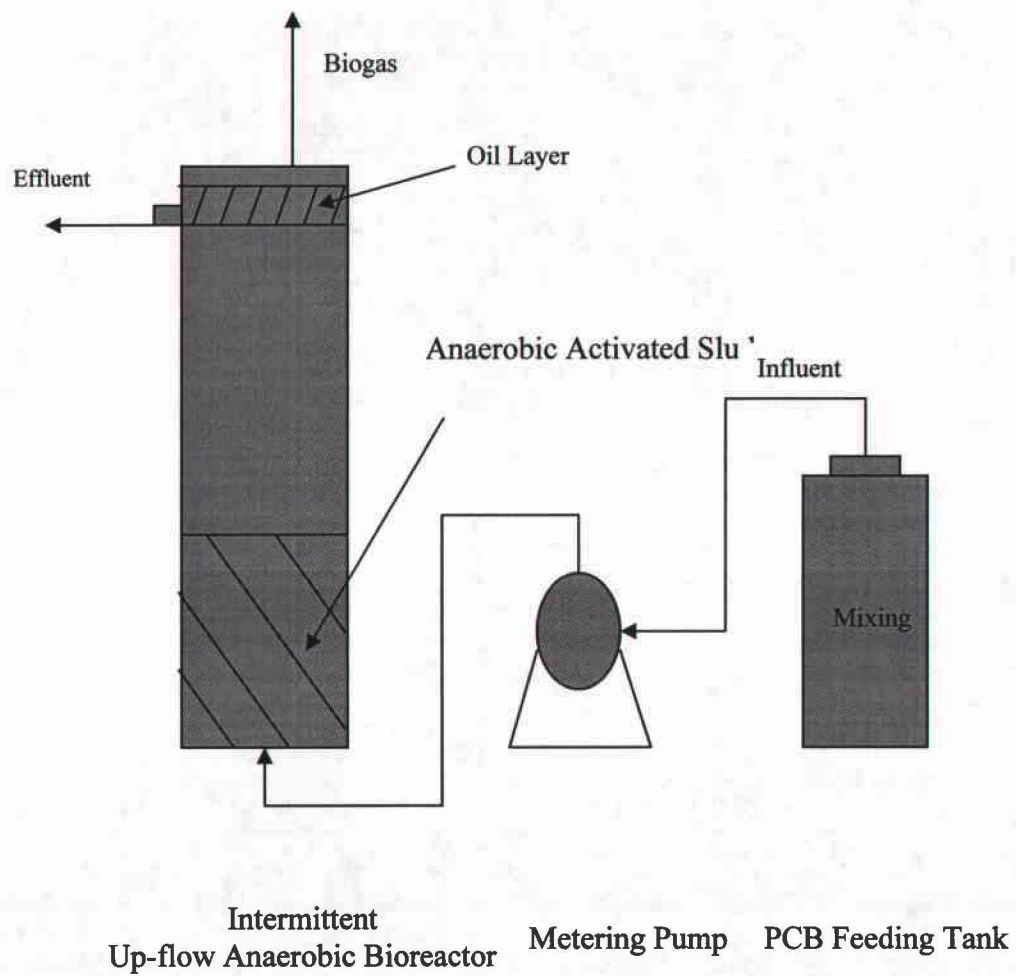 Biogas
Oil Layer
Effluent
Anaerobic Activated Slu
Influent
Mixing
Intermittent
Up-flow Anaerobic Bioreactor
Metering Pump
PCB Feeding Tank